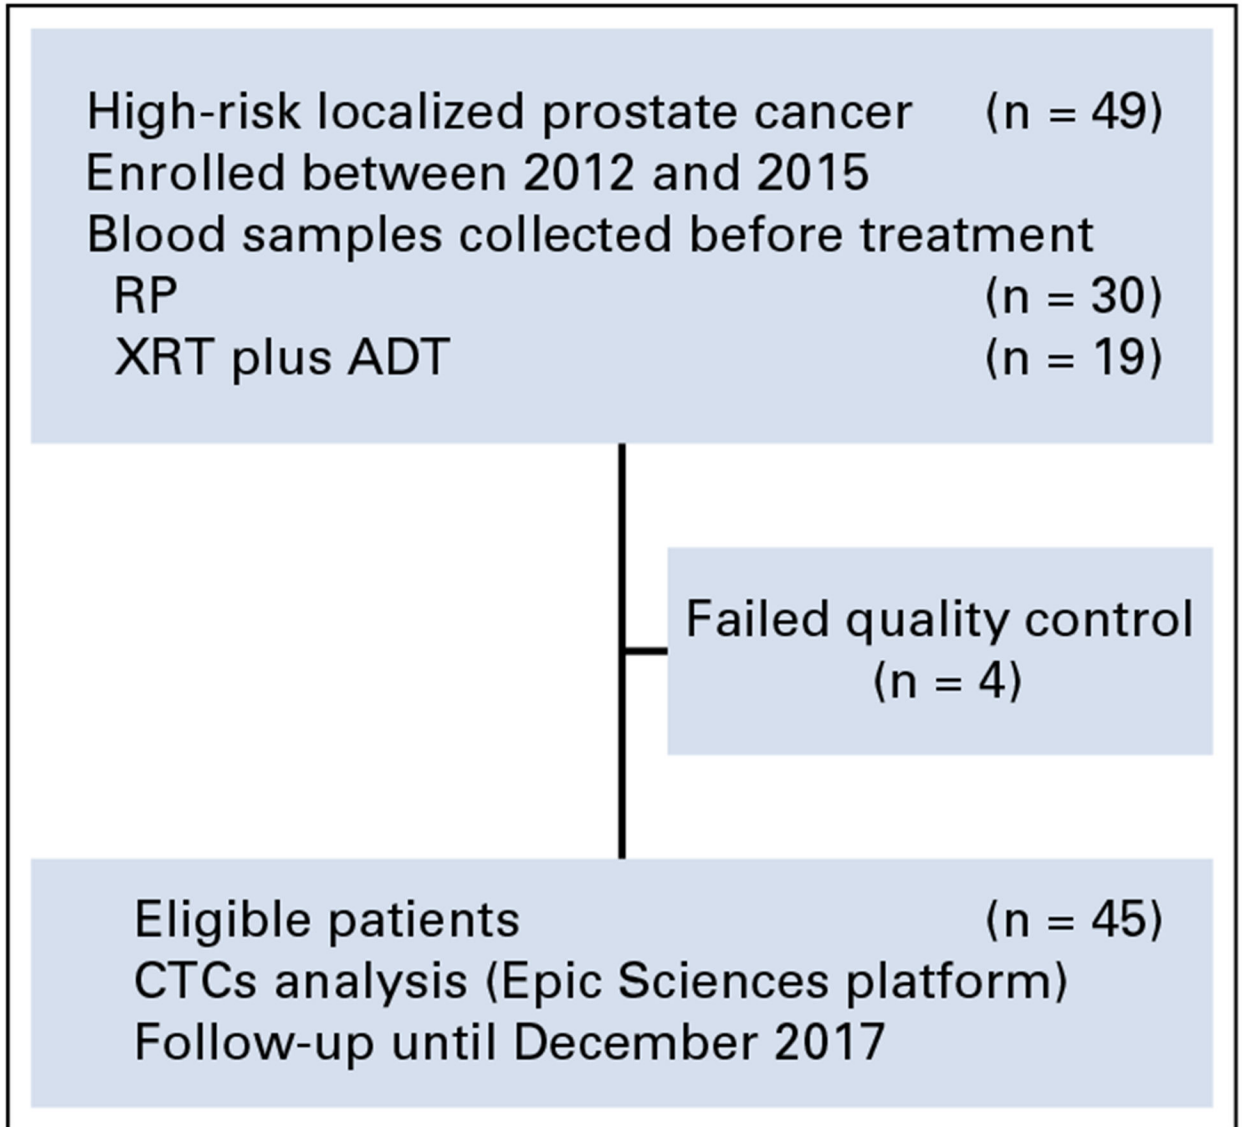 High-risk localized prostate cancer (n = 49)
Enrolled between 2012 and 2015
Blood samples collected before treatment
RP (n = 30)
XRT plus ADT (n = 19)
Failed quality control
(n = 4)
Eligible patients (n = 45)
CTCs analysis (Epic Sciences platform)
Follow-up until December 2017